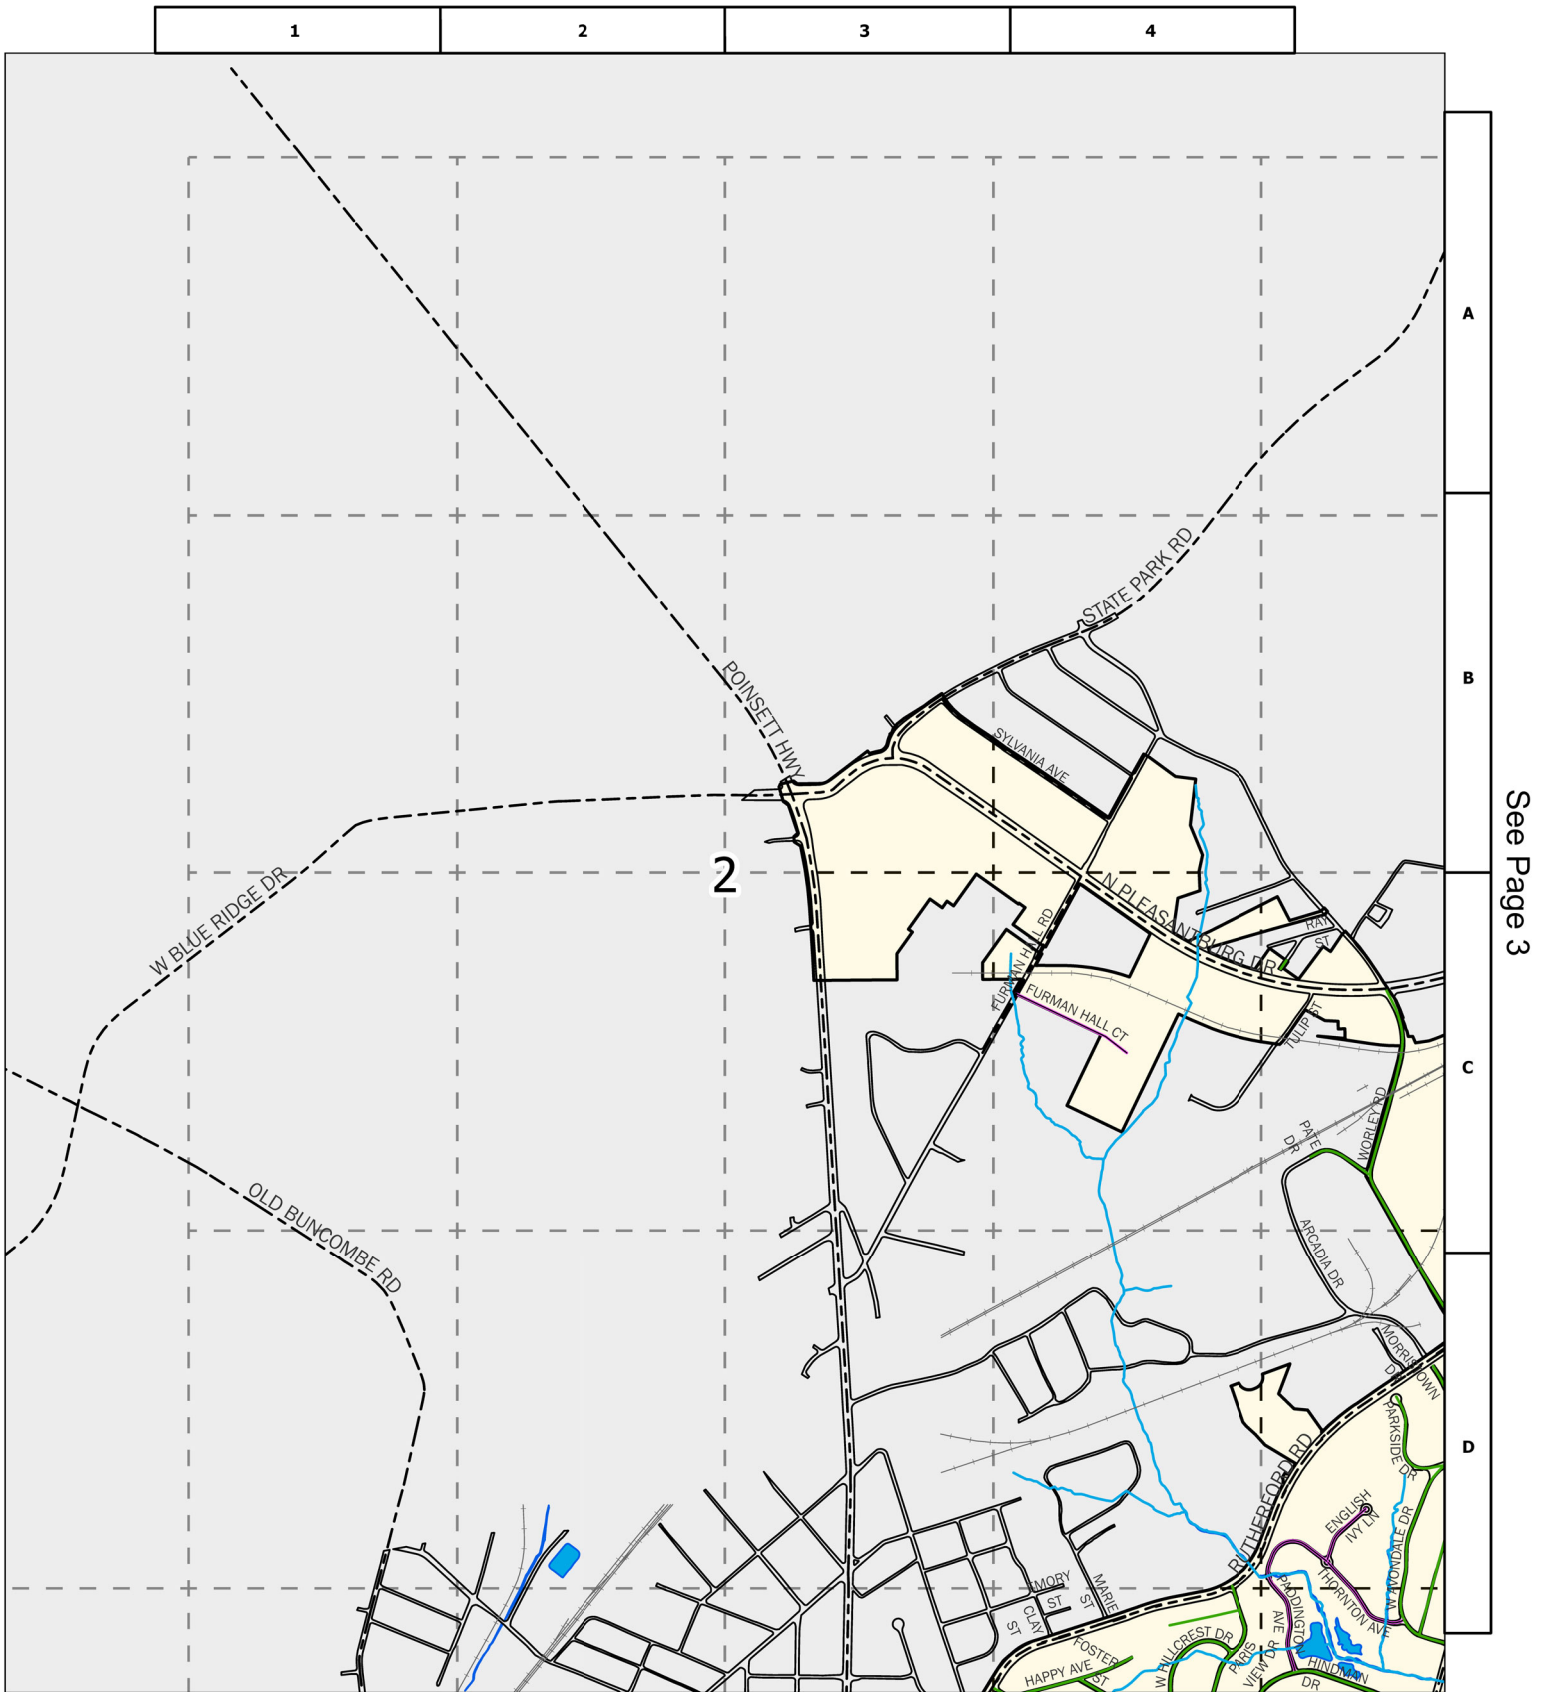 1
2
3
4
A
STATE PARK RD
B
POINSETT HWY
SYLVANIA AVE
See Page 3
2
W BLUE RIDGE DR
N PLEASANTBURG DR
RAY
ST
FURMAN HALL RD
FURMAN HALL CT
TULIP ST
C
WORLEY RD
PATE
DR
OLD BUNCOMBE RD
ARCADIA DR
MORRISTOWN
DR
PARKSIDE DR
D
RUTHERFORD RD
ENGLISH
IVY LN
W AVONDALE DR
THORNTON AVE
PADDINGTON
AVE
EMORY
ST
MARIE
ST
CLAY
ST
W HILLCREST DR
PARIS
VIEW DR
FOSTER
ST
HAPPY AVE
HINDMAN
DR